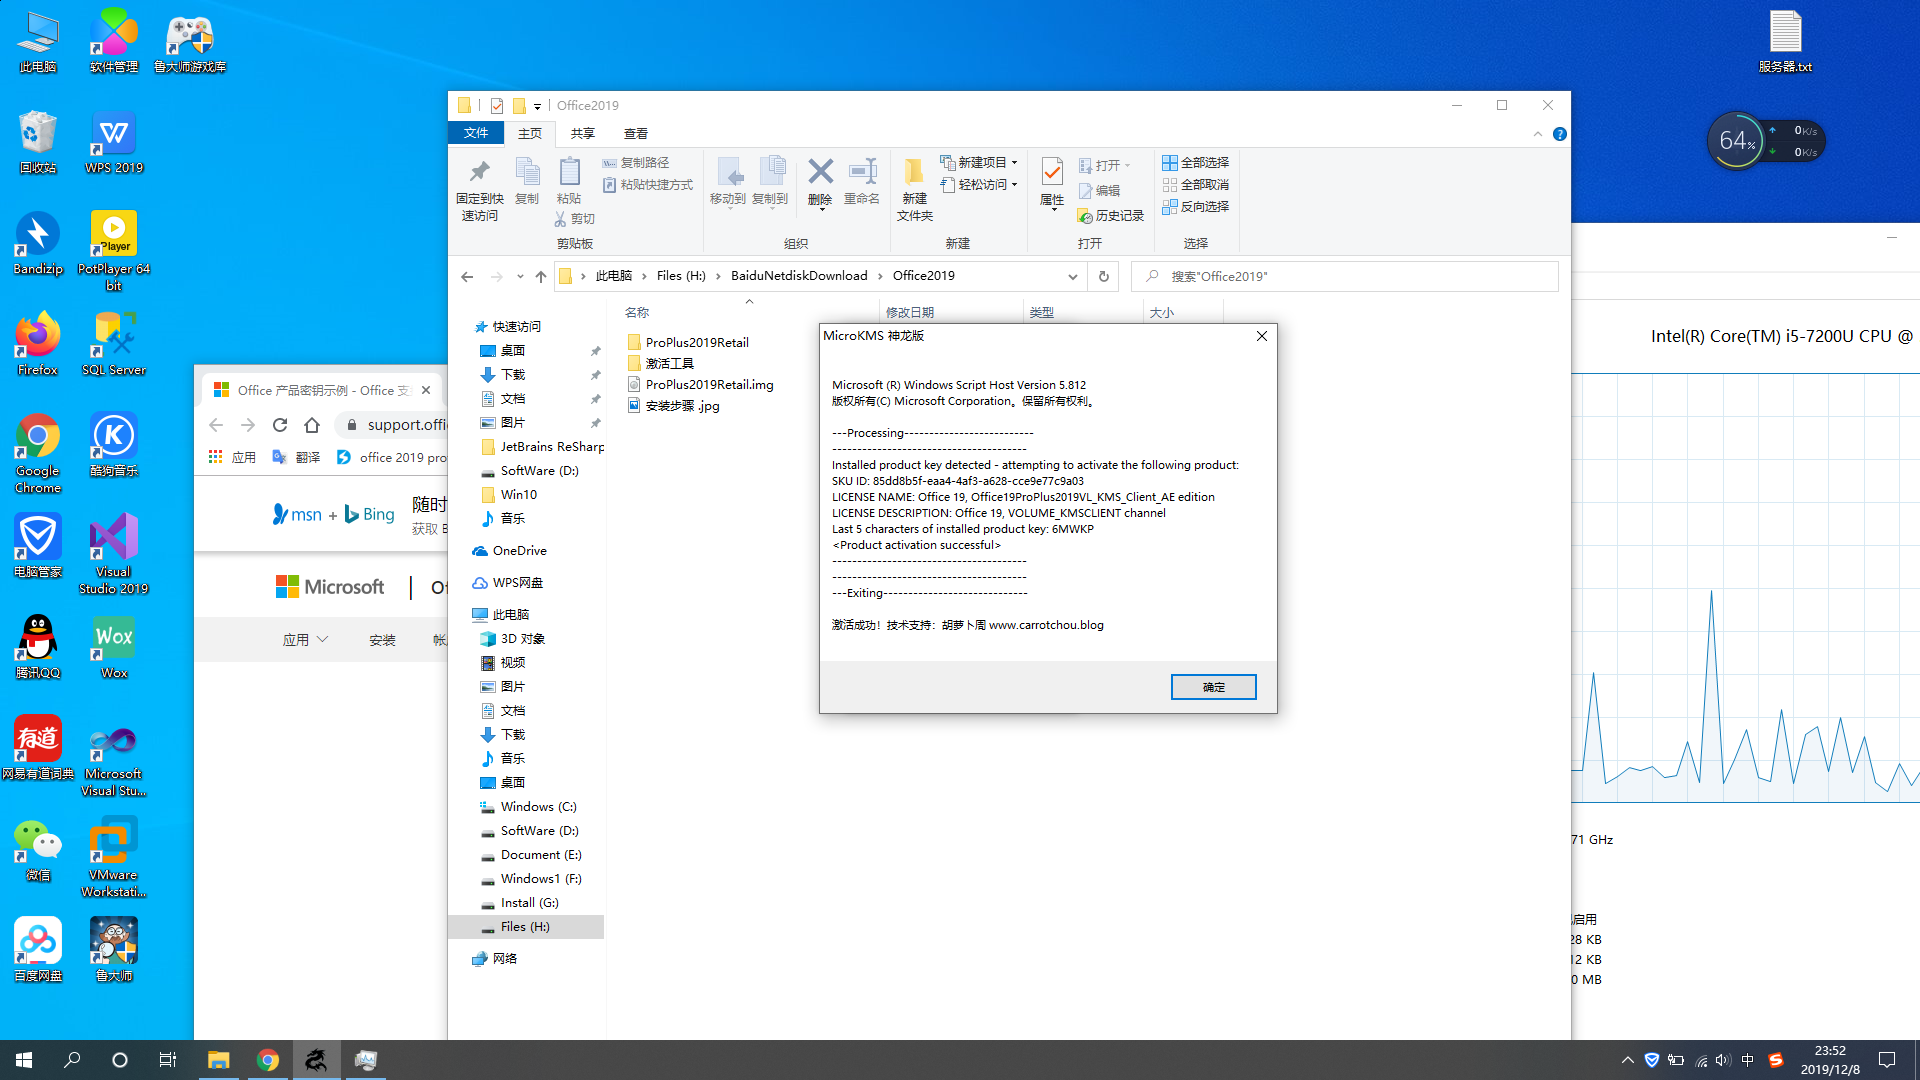 此电脑
软件管理
鲁大师游戏库
回收站
WPS 2019
Bandizip
PotPlayer 64
bit
Player
Firefox
SQL Server
Google
Chrome
酷狗音乐
电脑管家
Visual
Studio 2019
腾讯QQ
Wox
Wox
有道
网易有道词典
Microsoft
Visual Stu...
微信
VMware
Workstati...
百度网盘
鲁大师
服务器.txt
64%
0K/s
0K/s
Office2019
文件
主页
共享
查看
固定到快
速访问
复制
粘贴
复制路径
粘贴快捷方式
剪切
剪贴板
移动到
复制到
删除
重命名
组织
新建
文件夹
新建项目
轻松访问
新建
属性
打开
编辑
历史记录
打开
全部选择
全部取消
反向选择
选择
此电脑
Files (H:)
BaiduNetdiskDownload
Office2019
搜索"Office2019"
名称
修改日期
类型
大小
ProPlus2019Retail
激活工具
ProPlus2019Retail.img
安装步骤 .jpg
快速访问
桌面
下载
文档
图片
JetBrains ReSharp
SoftWare (D:)
Win10
音乐
OneDrive
WPS网盘
此电脑
3D 对象
视频
图片
文档
下载
音乐
桌面
Windows (C:)
SoftWare (D:)
Document (E:)
Windows1 (F:)
Install (G:)
Files (H:)
网络
MicroKMS 神龙版
Microsoft (R) Windows Script Host Version 5.812
版权所有(C) Microsoft Corporation。保留所有权利。
---Processing--------------------------
---------------------------------------
Installed product key detected - attempting to activate the following product:
SKU ID: 85dd8b5f-eaa4-4af3-a628-cce9e77c9a03
LICENSE NAME: Office 19, Office19ProPlus2019VL_KMS_Client_AE edition
LICENSE DESCRIPTION: Office 19, VOLUME_KMSCLIENT channel
Last 5 characters of installed product key: 6MWKP
<Product activation successful>
---------------------------------------
---------------------------------------
---Exiting-----------------------------
激活成功！技术支持：胡萝卜周 www.carrotchou.blog
确定
Office 产品密钥示例 - Office 支
support.offi
应用
翻译
office 2019 pro
msn + Bing
随时
获取
Microsoft
应用
安装
帐
Intel(R) Core(TM) i5-7200U CPU @
71 GHz
启用
28 KB
12 KB
0 MB
中
23:52
2019/12/8